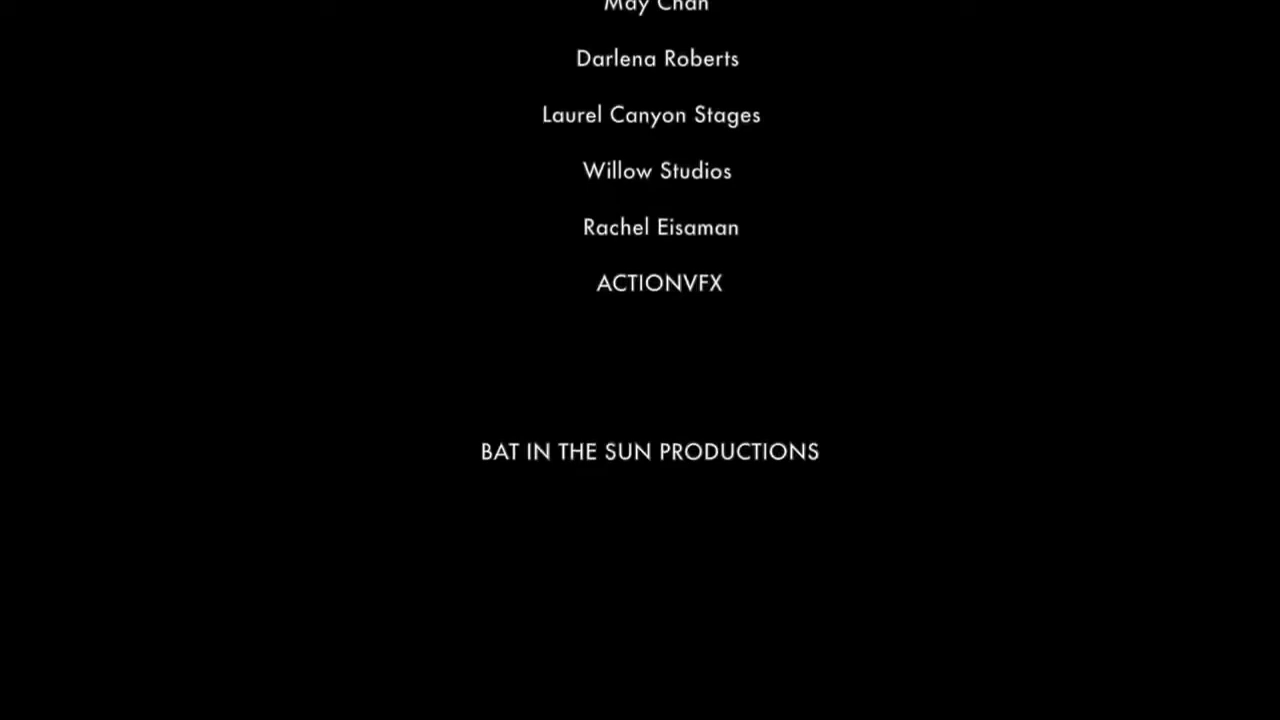 May Chan
Darlena Roberts
Laurel Canyon Stages
Willow Studios
Rachel Eisaman
ACTIONVFX
BAT IN THE SUN PRODUCTIONS